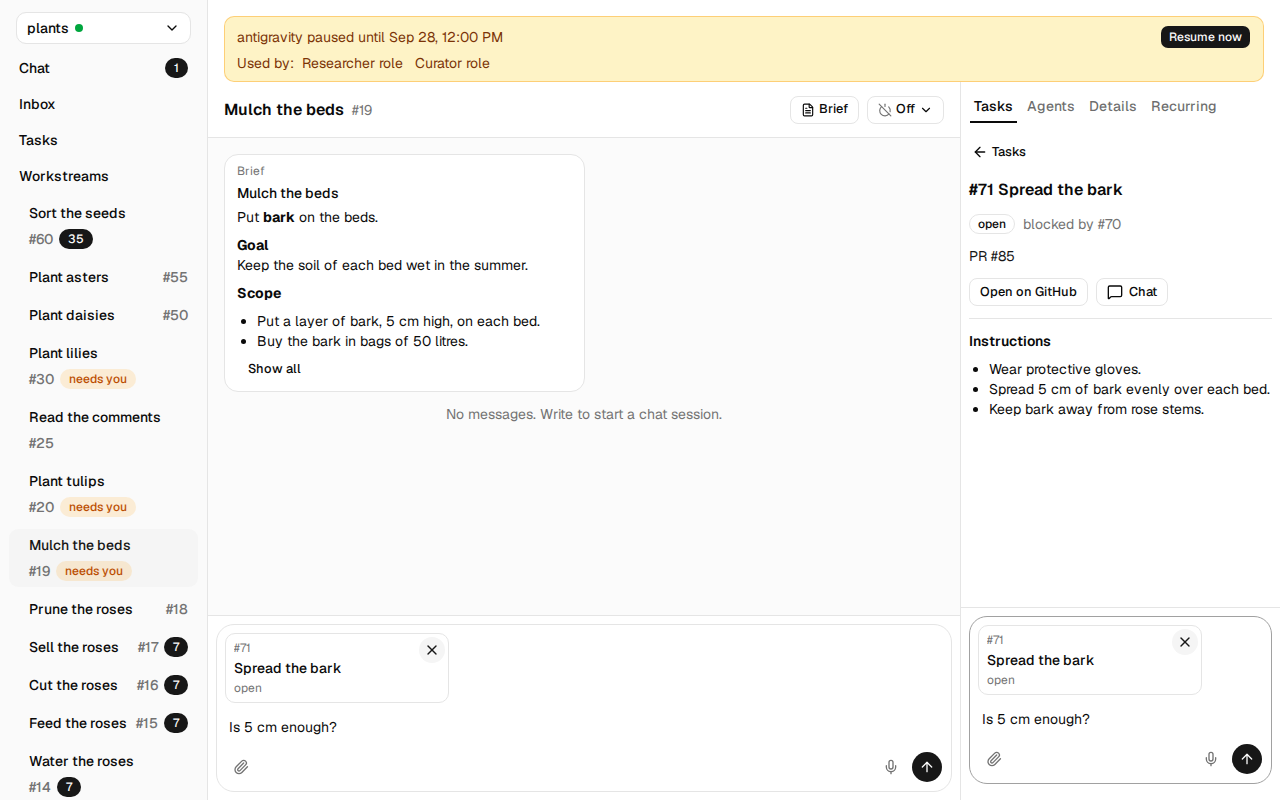 plants
Chat 1
Inbox
Tasks
Workstreams
Sort the seeds
#60 35
Plant asters #55
Plant daisies #50
Plant lilies
#30 needs you
Read the comments
#25
Plant tulips
#20 needs you
Mulch the beds
#19 needs you
Prune the roses #18
Sell the roses #17 7
Cut the roses #16 7
Feed the roses #15 7
Water the roses
#14 7
antigravity paused until Sep 28, 12:00 PM
Resume now
Used by: Researcher role Curator role
Mulch the beds #19
Brief
Off
Brief
Mulch the beds
Put bark on the beds.
Goal
Keep the soil of each bed wet in the summer.
Scope
• Put a layer of bark, 5 cm high, on each bed.
• Buy the bark in bags of 50 litres.
Show all
No messages. Write to start a chat session.
#71
Spread the bark
open
Is 5 cm enough?
Tasks Agents Details Recurring
Tasks
#71 Spread the bark
open blocked by #70
PR #85
Open on GitHub Chat
Instructions
• Wear protective gloves.
• Spread 5 cm of bark evenly over each bed.
• Keep bark away from rose stems.
#71
Spread the bark
open
Is 5 cm enough?